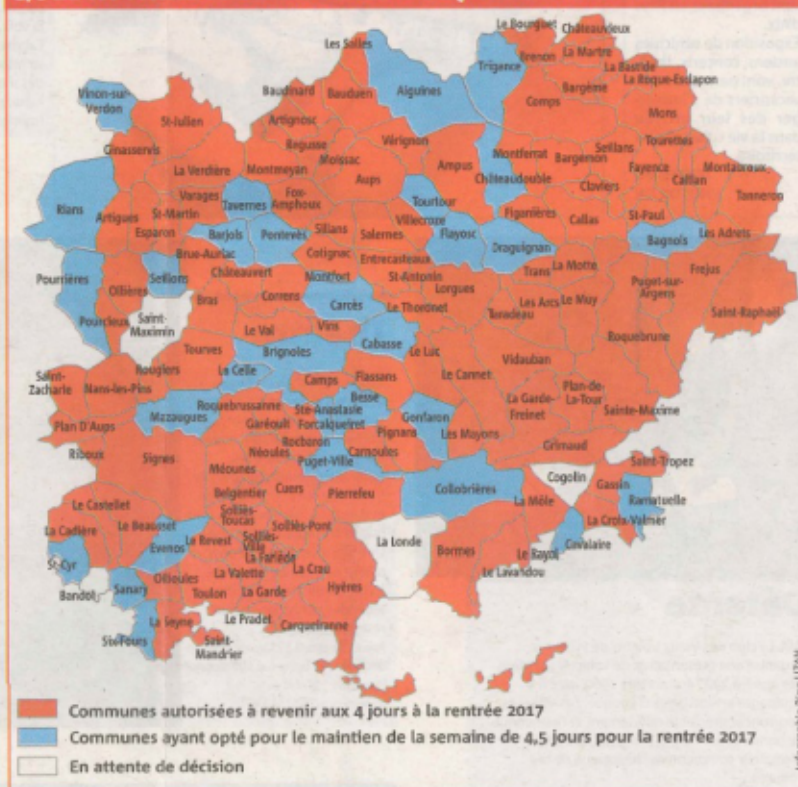 Le Bourguet
Châteauvieux
Les Salles
Brenon
La Martre
Trigance
La Bastide
Aiguines
La Roque-Esclapon
Vinon-sur-
Verdon
Baudinard
Bauduen
Bargème
Comps
St-Julien
Artignosc
Mons
Ginasservis
Régusse
Vérignon
Montferrat
Seillans
Tourettes
Moissac
Bargemon
La Verdière
Montmeyan
Ampus
Fayence
Montauroux
Aups
Châteaudouble
Callian
Claviers
Varages
Fox-
Amphoux
Tanneron
Rians
Tavernes
Tourtour
St-Martin
Villecroze
Figanières
St-Paul
Artigues
Sillans
Callas
Esparon
Barjols
Pontevès
Salernes
Flayosc
Les Adrets
Brue-Auriac
Cotignac
Draguignan
Bagnols
Entrecasteaux
Pourrières
Seillons
Châteauvert
Montfort
St-Antonin
Trans
La Motte
Frejus
Ollières
Correns
Lorgues
Puget-sur-
Argens
Bras
Carcès
Les Arcs
Le Muy
Pourcieux
Saint-
Maximin
Le Thoronet
Taradeau
Saint-Raphaël
Le Val
Vins
Roquebrune
Tourves
Brignoles
Cabasse
Le Luc
Vidauban
Rougiers
La Celle
Saint-
Zacharie
Nans-les-Pins
Camps
Flassans
Le Cannet
Plan-de-
La-Tour
Besse
La Garde-
Freinet
Mazaugues
Roquebrussanne
Ste-Anastasie
Sainte-Maxime
Plan D'Aups
Garéoult
Forcalqueiret
Gonfaron
Pignans
Les Mayons
Rocbaron
Riboux
Signes
Néoules
Carnoules
Grimaud
Puget-Ville
Saint-Tropez
Méounes
Cogolin
Gassin
Belgentier
Cuers
Pierrefeu
Collobrières
Ramatuelle
Le Castellet
La Môle
Solliès-
Toucas
La Croix-Valmer
La Cadière
Le Beausset
Solliès-Pont
Evenos
Le Revest
Solliès-
Ville
La Londe
Bormes
Cavalaire
Le Rayol
La Farlède
St-Cyr
La Crau
Le Lavandou
Ollioules
La Valette
Bandol
Sanary
Hyères
Toulon
La Garde
La Seyne
Le Pradet
Carqueiranne
Six-Fours
Saint-
Mandrier
Communes autorisées à revenir aux 4 jours à la rentrée 2017
Communes ayant opté pour le maintien de la semaine de 4,5 jours pour la rentrée 2017
En attente de décision